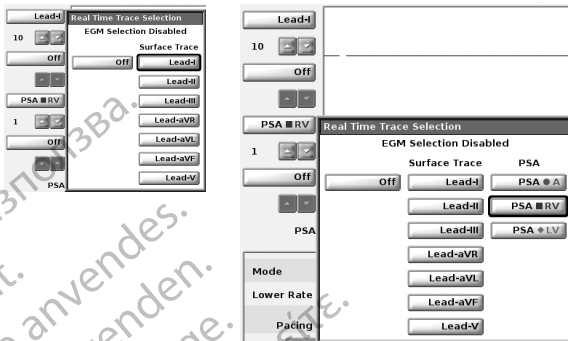 Lead-I
10
Off
PSA ■ RV
1
Off
PSA
Real Time Trace Selection
EGM Selection Disabled
Surface Trace
Off
Lead-I
Lead-II
Lead-III
Lead-aVR
Lead-aVL
Lead-aVF
Lead-V
Lead-I
10
Off
PSA ■ RV
1
Off
PSA
Mode
Lower Rate
Pacing
Real Time Trace Selection
EGM Selection Disabled
Surface Trace PSA
Off Lead-I PSA ● A
Lead-II PSA ■ RV
Lead-III PSA ◆ LV
Lead-aVR
Lead-aVL
Lead-aVF
Lead-V
anvendes.